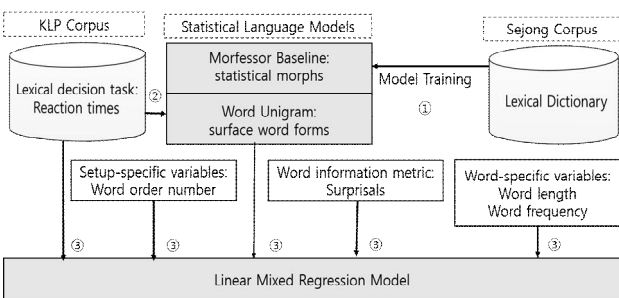 KLP Corpus
Statistical Language Models
Sejong Corpus
Morfessor Baseline:
statistical morphs
Lexical decision task:
Reaction times
②
Model Training
①
Lexical Dictionary
Word Unigram:
surface word forms
Setup-specific variables:
Word order number
Word information metric:
Surprisals
Word-specific variables:
Word length
Word frequency
③
③
③
③
③
Linear Mixed Regression Model